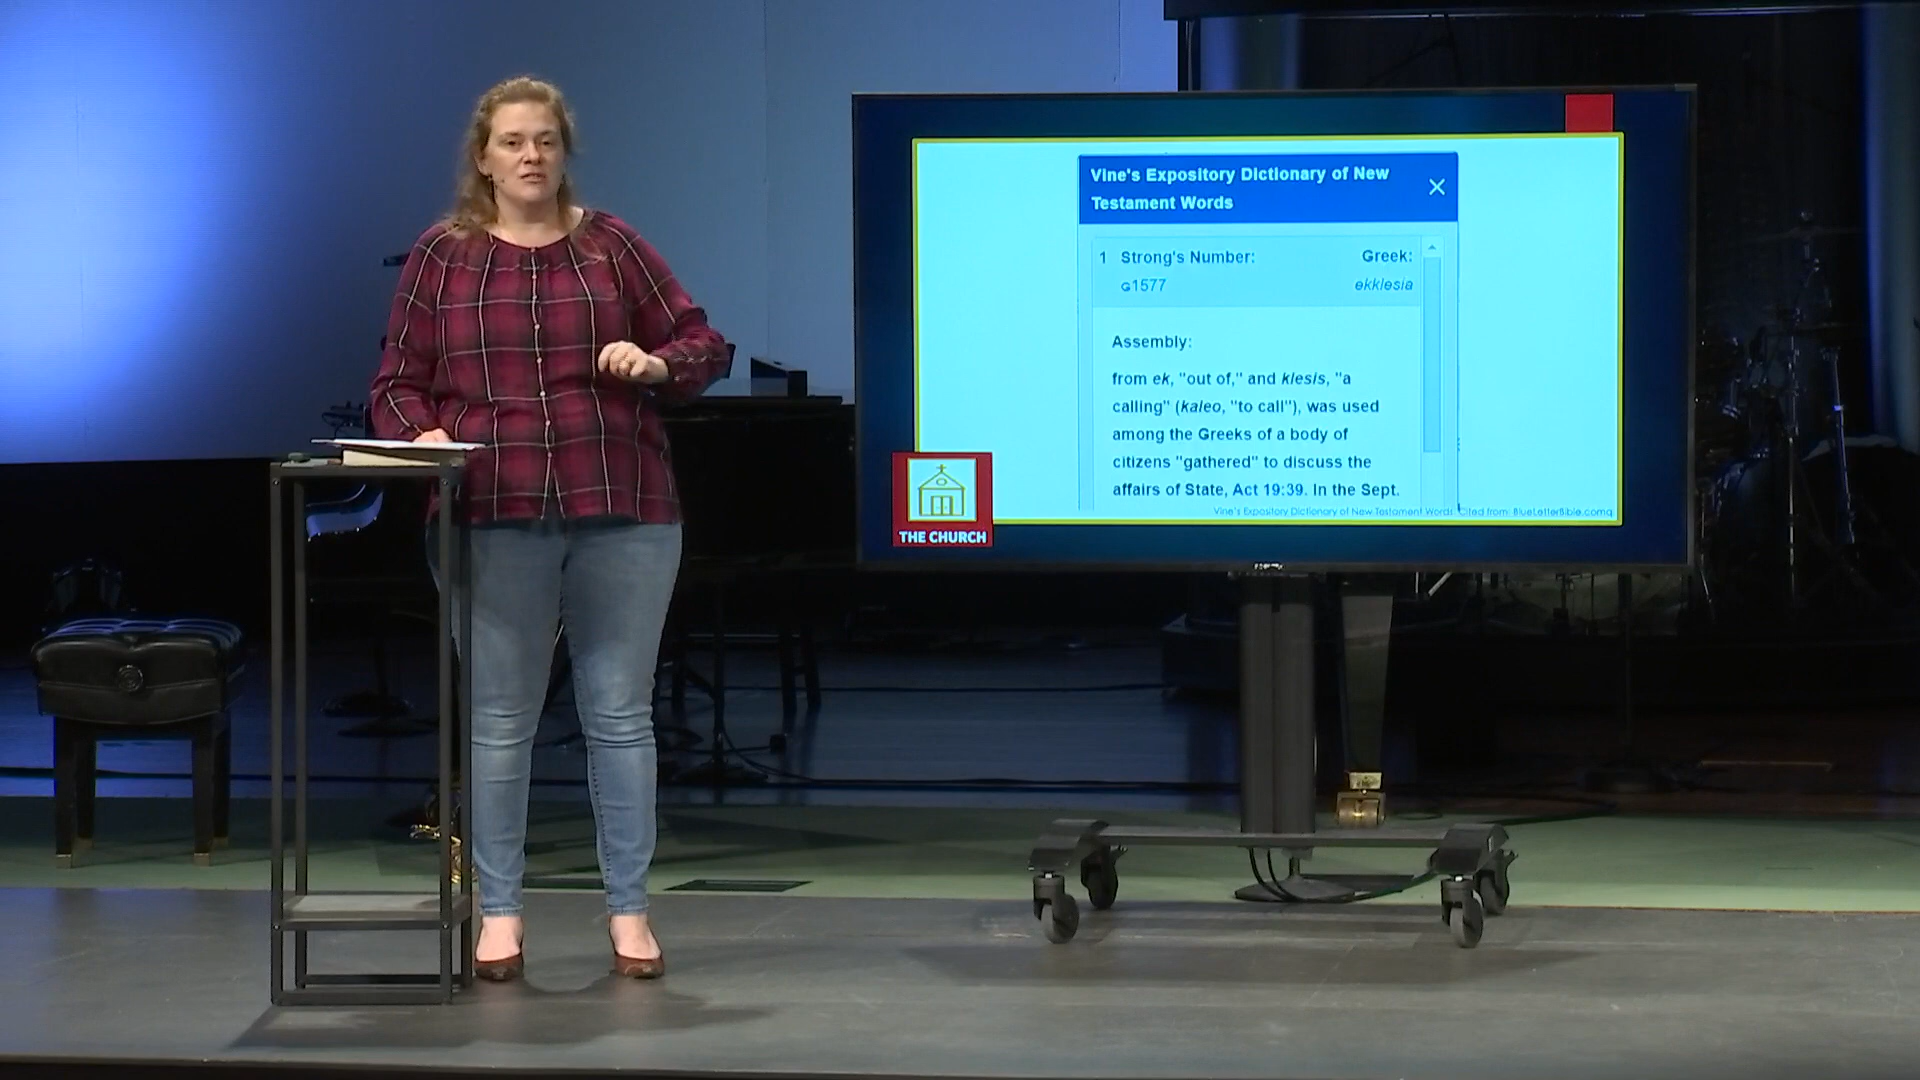 Vine's Expository Dictionary of New
Testament Words
1 Strong's Number: Greek:
G1577 ekklesia
Assembly:
from ek, "out of," and klesis, "a
calling" (kaleo, "to call"), was used
among the Greeks of a body of
citizens "gathered" to discuss the
affairs of State, Act 19:39. In the Sept.
Vine's Expository Dictionary of New Testament Words Cited from: BlueLetterBible.comq
THE CHURCH